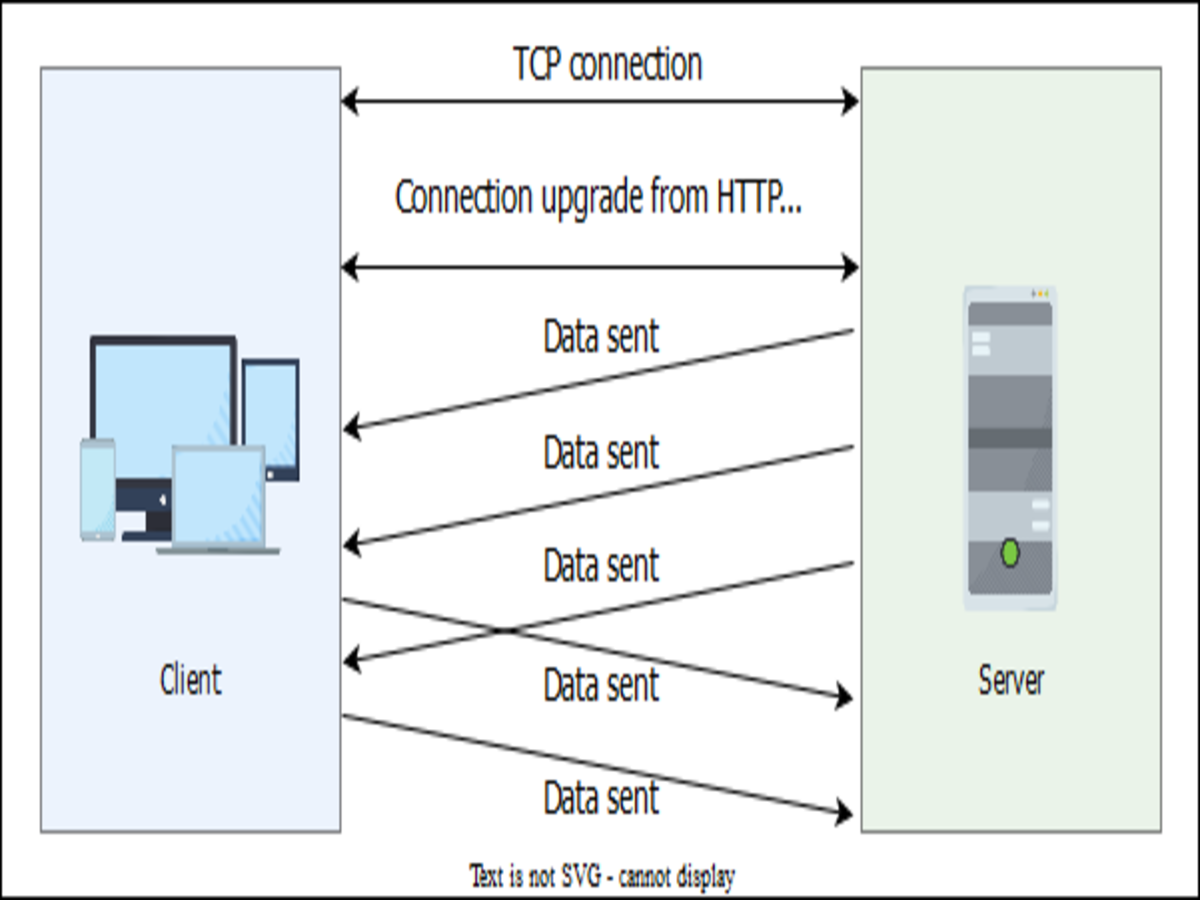 TCP connection
Connection upgrade from HTTP...
Data sent
Data sent
Data sent
Data sent
Data sent
Client
Server
Text is not SVG - cannot display